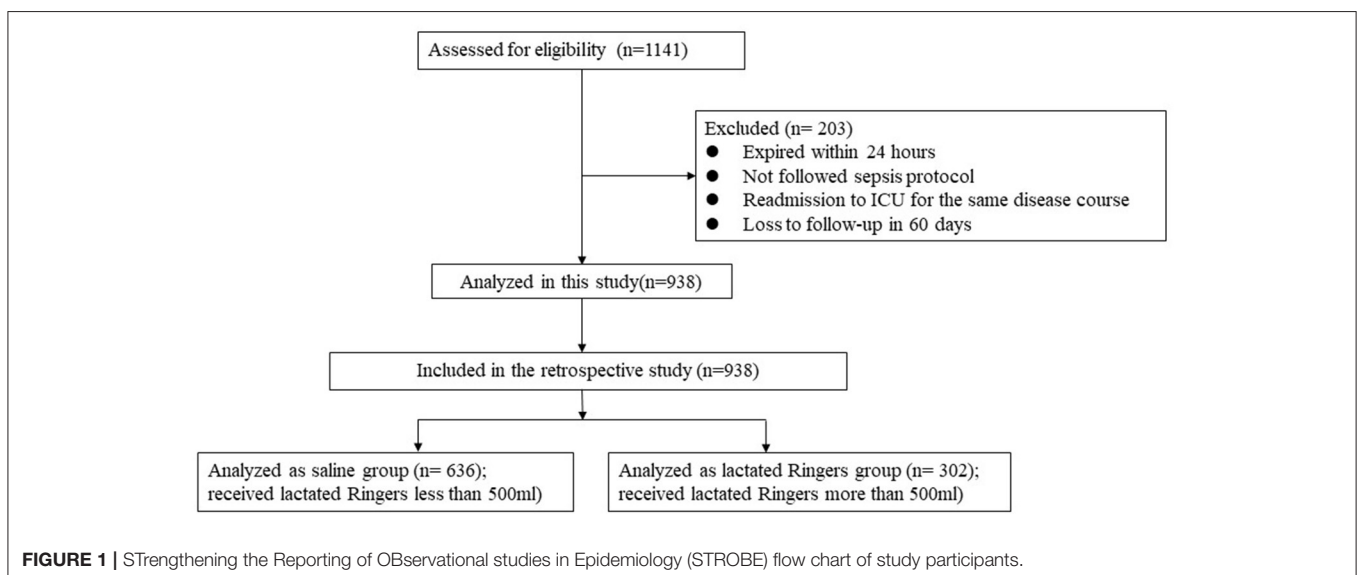 Assessed for eligibility (n=1141)
Excluded (n= 203)
● Expired within 24 hours
● Not followed sepsis protocol
● Readmission to ICU for the same disease course
● Loss to follow-up in 60 days
Analyzed in this study(n=938)
Included in the retrospective study (n=938)
Analyzed as saline group (n= 636);
received lactated Ringers less than 500ml)
Analyzed as lactated Ringers group (n= 302);
received lactated Ringers more than 500ml)
FIGURE 1 | STrengthening the Reporting of OBservational studies in Epidemiology (STROBE) flow chart of study participants.